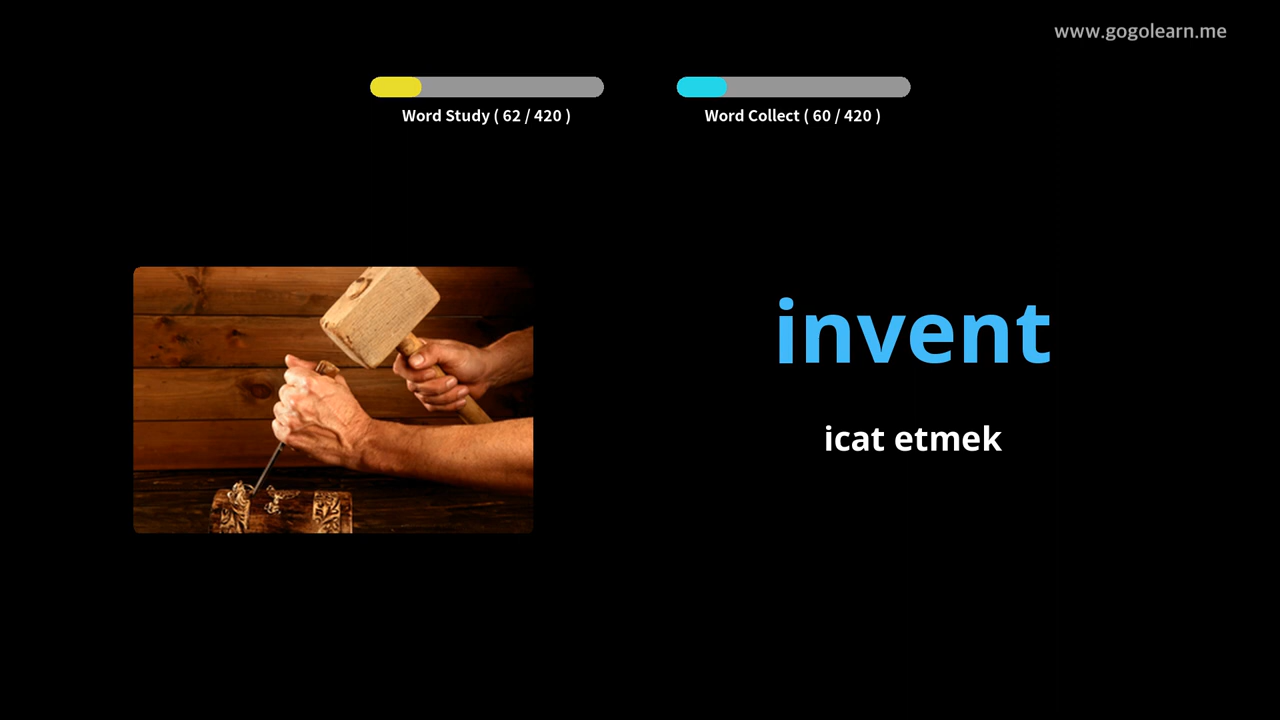 www.gogolearn.me
Word Study ( 62 / 420 )
Word Collect ( 60 / 420 )
invent
icat etmek